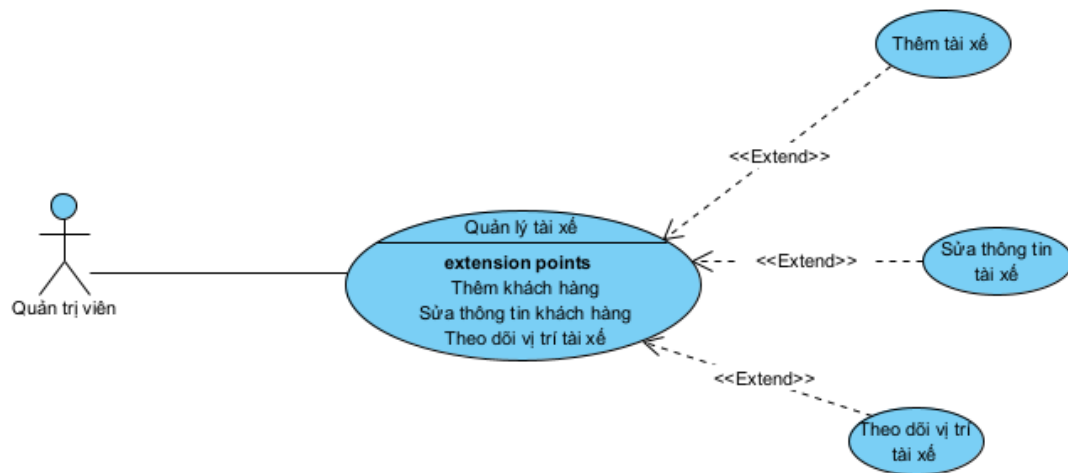 Thêm tài xế
<<Extend>>
Quản lý tài xế
extension points
Thêm khách hàng
Sửa thông tin khách hàng
Theo dõi vị trí tài xế
<<Extend>>
Sửa thông tin
tài xế
Quản trị viên
<<Extend>>
Theo dõi vị trí
tài xế